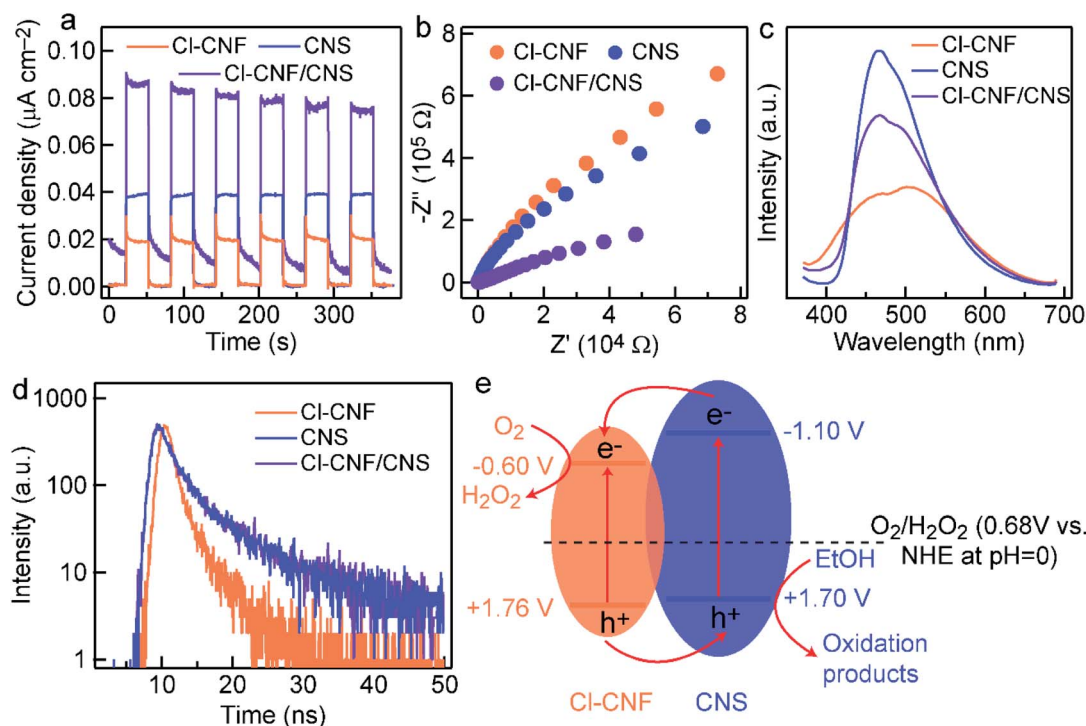 a
Cl-CNF
CNS
Cl-CNF/CNS
Current density (µA cm⁻²)
0.10
0.08
0.06
0.04
0.02
0.00
0
100
200
300
Time (s)
b
Cl-CNF
CNS
Cl-CNF/CNS
-Z'' (10⁵ Ω)
8
6
4
2
0
0
2
4
6
8
Z' (10⁴ Ω)
c
Cl-CNF
CNS
Cl-CNF/CNS
Intensity (a.u.)
400
500
600
700
Wavelength (nm)
d
Cl-CNF
CNS
Cl-CNF/CNS
Intensity (a.u.)
1000
100
10
1
10
20
30
40
50
Time (ns)
e
O₂
e⁻
e⁻
-1.10 V
-0.60 V
H₂O₂
O₂/H₂O₂ (0.68V vs.
NHE at pH=0)
EtOH
+1.76 V
h⁺
h⁺
+1.70 V
Oxidation
products
Cl-CNF
CNS